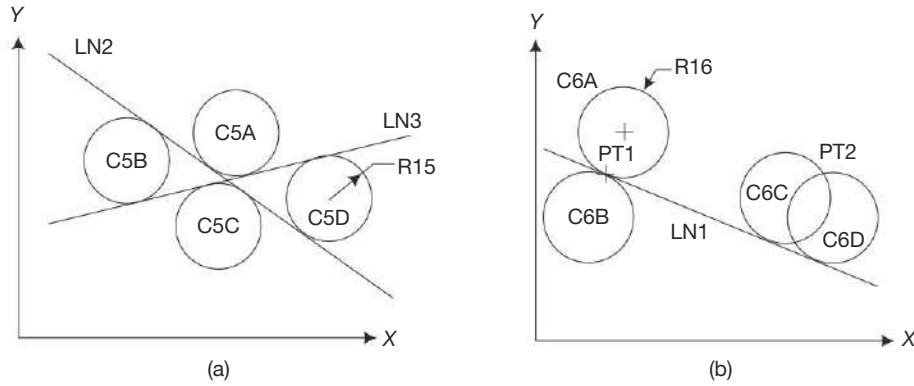 Y
LN2
C5A
LN3
C5B
R15
C5C
C5D
X
(a)
Y
C6A
R16
PT1
PT2
C6C
C6B
LN1
C6D
X
(b)